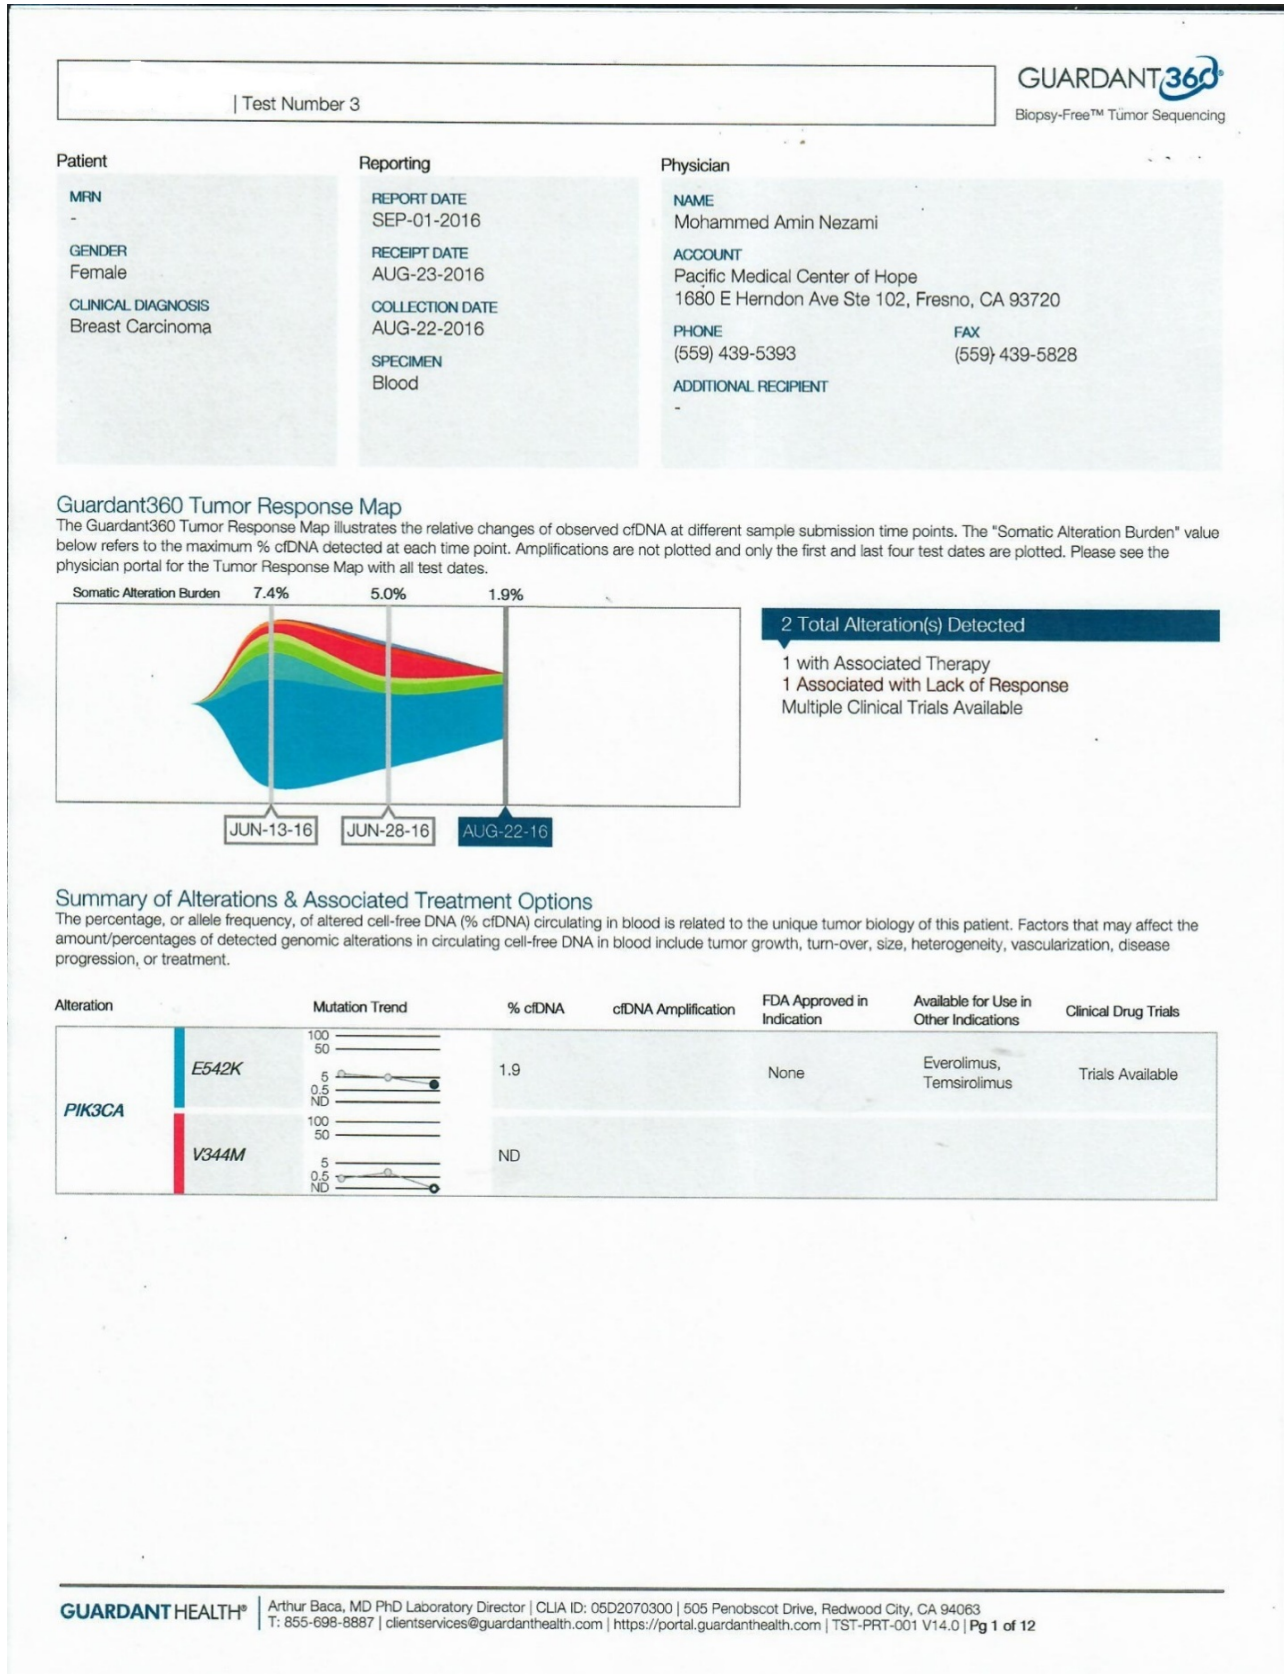 | Test Number 3
GUARDANT360®
Biopsy-Free™ Tumor Sequencing
Patient
MRN
-
GENDER
Female
CLINICAL DIAGNOSIS
Breast Carcinoma
Reporting
REPORT DATE
SEP-01-2016
RECEIPT DATE
AUG-23-2016
COLLECTION DATE
AUG-22-2016
SPECIMEN
Blood
Physician
NAME
Mohammed Amin Nezami
ACCOUNT
Pacific Medical Center of Hope
1680 E Herndon Ave Ste 102, Fresno, CA 93720
PHONE
(559) 439-5393
FAX
(559) 439-5828
ADDITIONAL RECIPIENT
-
Guardant360 Tumor Response Map
The Guardant360 Tumor Response Map illustrates the relative changes of observed cfDNA at different sample submission time points. The "Somatic Alteration Burden" value
below refers to the maximum % cfDNA detected at each time point. Amplifications are not plotted and only the first and last four test dates are plotted. Please see the
physician portal for the Tumor Response Map with all test dates.
Somatic Alteration Burden 7.4% 5.0% 1.9%
JUN-13-16 JUN-28-16 AUG-22-16
2 Total Alteration(s) Detected
1 with Associated Therapy
1 Associated with Lack of Response
Multiple Clinical Trials Available
Summary of Alterations & Associated Treatment Options
The percentage, or allele frequency, of altered cell-free DNA (% cfDNA) circulating in blood is related to the unique tumor biology of this patient. Factors that may affect the
amount/percentages of detected genomic alterations in circulating cell-free DNA in blood include tumor growth, turn-over, size, heterogeneity, vascularization, disease
progression, or treatment.
Alteration Mutation Trend % cfDNA cfDNA Amplification FDA Approved in Indication Available for Use in Other Indications Clinical Drug Trials
PIK3CA
E542K
100
50
5
0.5
ND
1.9
None
Everolimus,
Temsirolimus
Trials Available
V344M
100
50
5
0.5
ND
ND
GUARDANT HEALTH®
Arthur Baca, MD PhD Laboratory Director | CLIA ID: 05D2070300 | 505 Penobscot Drive, Redwood City, CA 94063
T: 855-698-8887 | clientservices@guardanthealth.com | https://portal.guardanthealth.com | TST-PRT-001 V14.0 | Pg 1 of 12